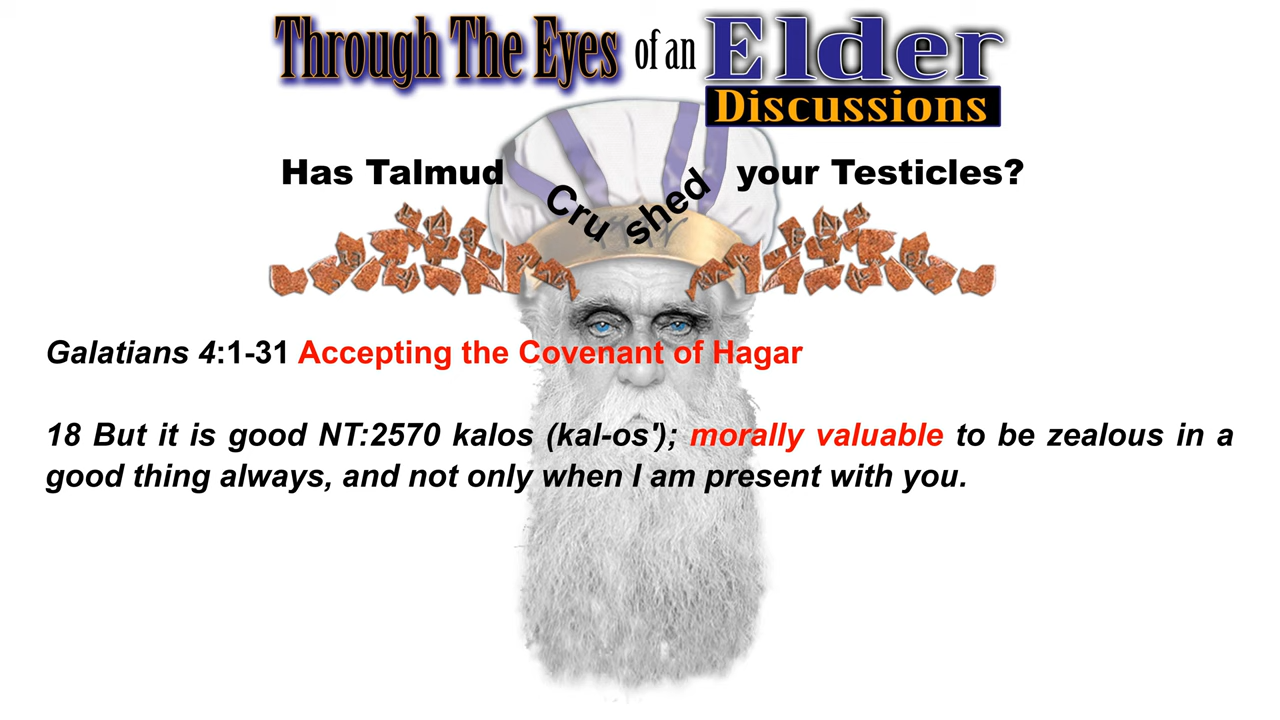 Through The Eyes of an Elder
Discussions
Has Talmud Crushed your Testicles?
Galatians 4:1-31 Accepting the Covenant of Hagar
18 But it is good NT:2570 kalos (kal-os'); morally valuable to be zealous in a
good thing always, and not only when I am present with you.